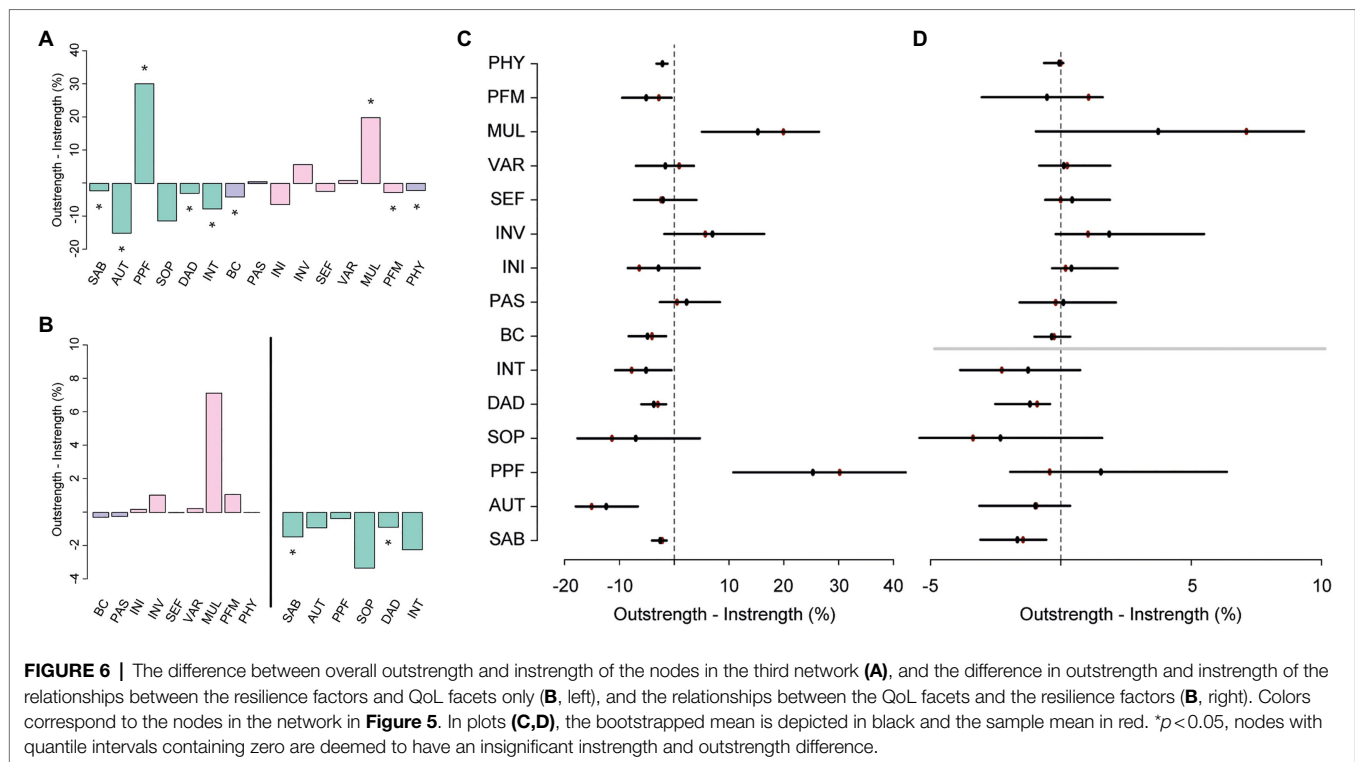 A
Outstrength - Instrength (%)
40
30
20
10
0
-10
-20
* * * * * * * * *
SAB AUT PPF SOP DAD INT BC PAS INI INV SEF VAR MUL PFM PHY
B
Outstrength - Instrength (%)
10
8
6
4
2
0
-2
-4
* *
BC PAS INI INV SEF VAR MUL PFM PHY SAB AUT PPF SOP DAD INT
C
PHY
PFM
MUL
VAR
SEF
INV
INI
PAS
BC
INT
DAD
SOP
PPF
AUT
SAB
-20 -10 0 10 20 30 40
Outstrength - Instrength (%)
D
-5 5 10
Outstrength - Instrength (%)
FIGURE 6 | The difference between overall outstrength and instrength of the nodes in the third network (A), and the difference in outstrength and instrength of the
relationships between the resilience factors and QoL facets only (B, left), and the relationships between the QoL facets and the resilience factors (B, right). Colors
correspond to the nodes in the network in Figure 5. In plots (C,D), the bootstrapped mean is depicted in black and the sample mean in red. *p<0.05, nodes with
quantile intervals containing zero are deemed to have an insignificant instrength and outstrength difference.